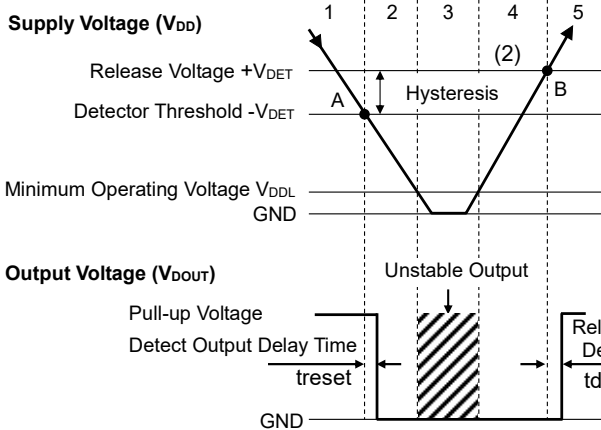 1 2 3 4 5
Supply Voltage (VDD)
(2)
Release Voltage +VDET
A
Hysteresis
B
Detector Threshold -VDET
Minimum Operating Voltage VDDL
GND
Output Voltage (VDOUT)
Unstable Output
Pull-up Voltage
Detect Output Delay Time
treset
td
GND